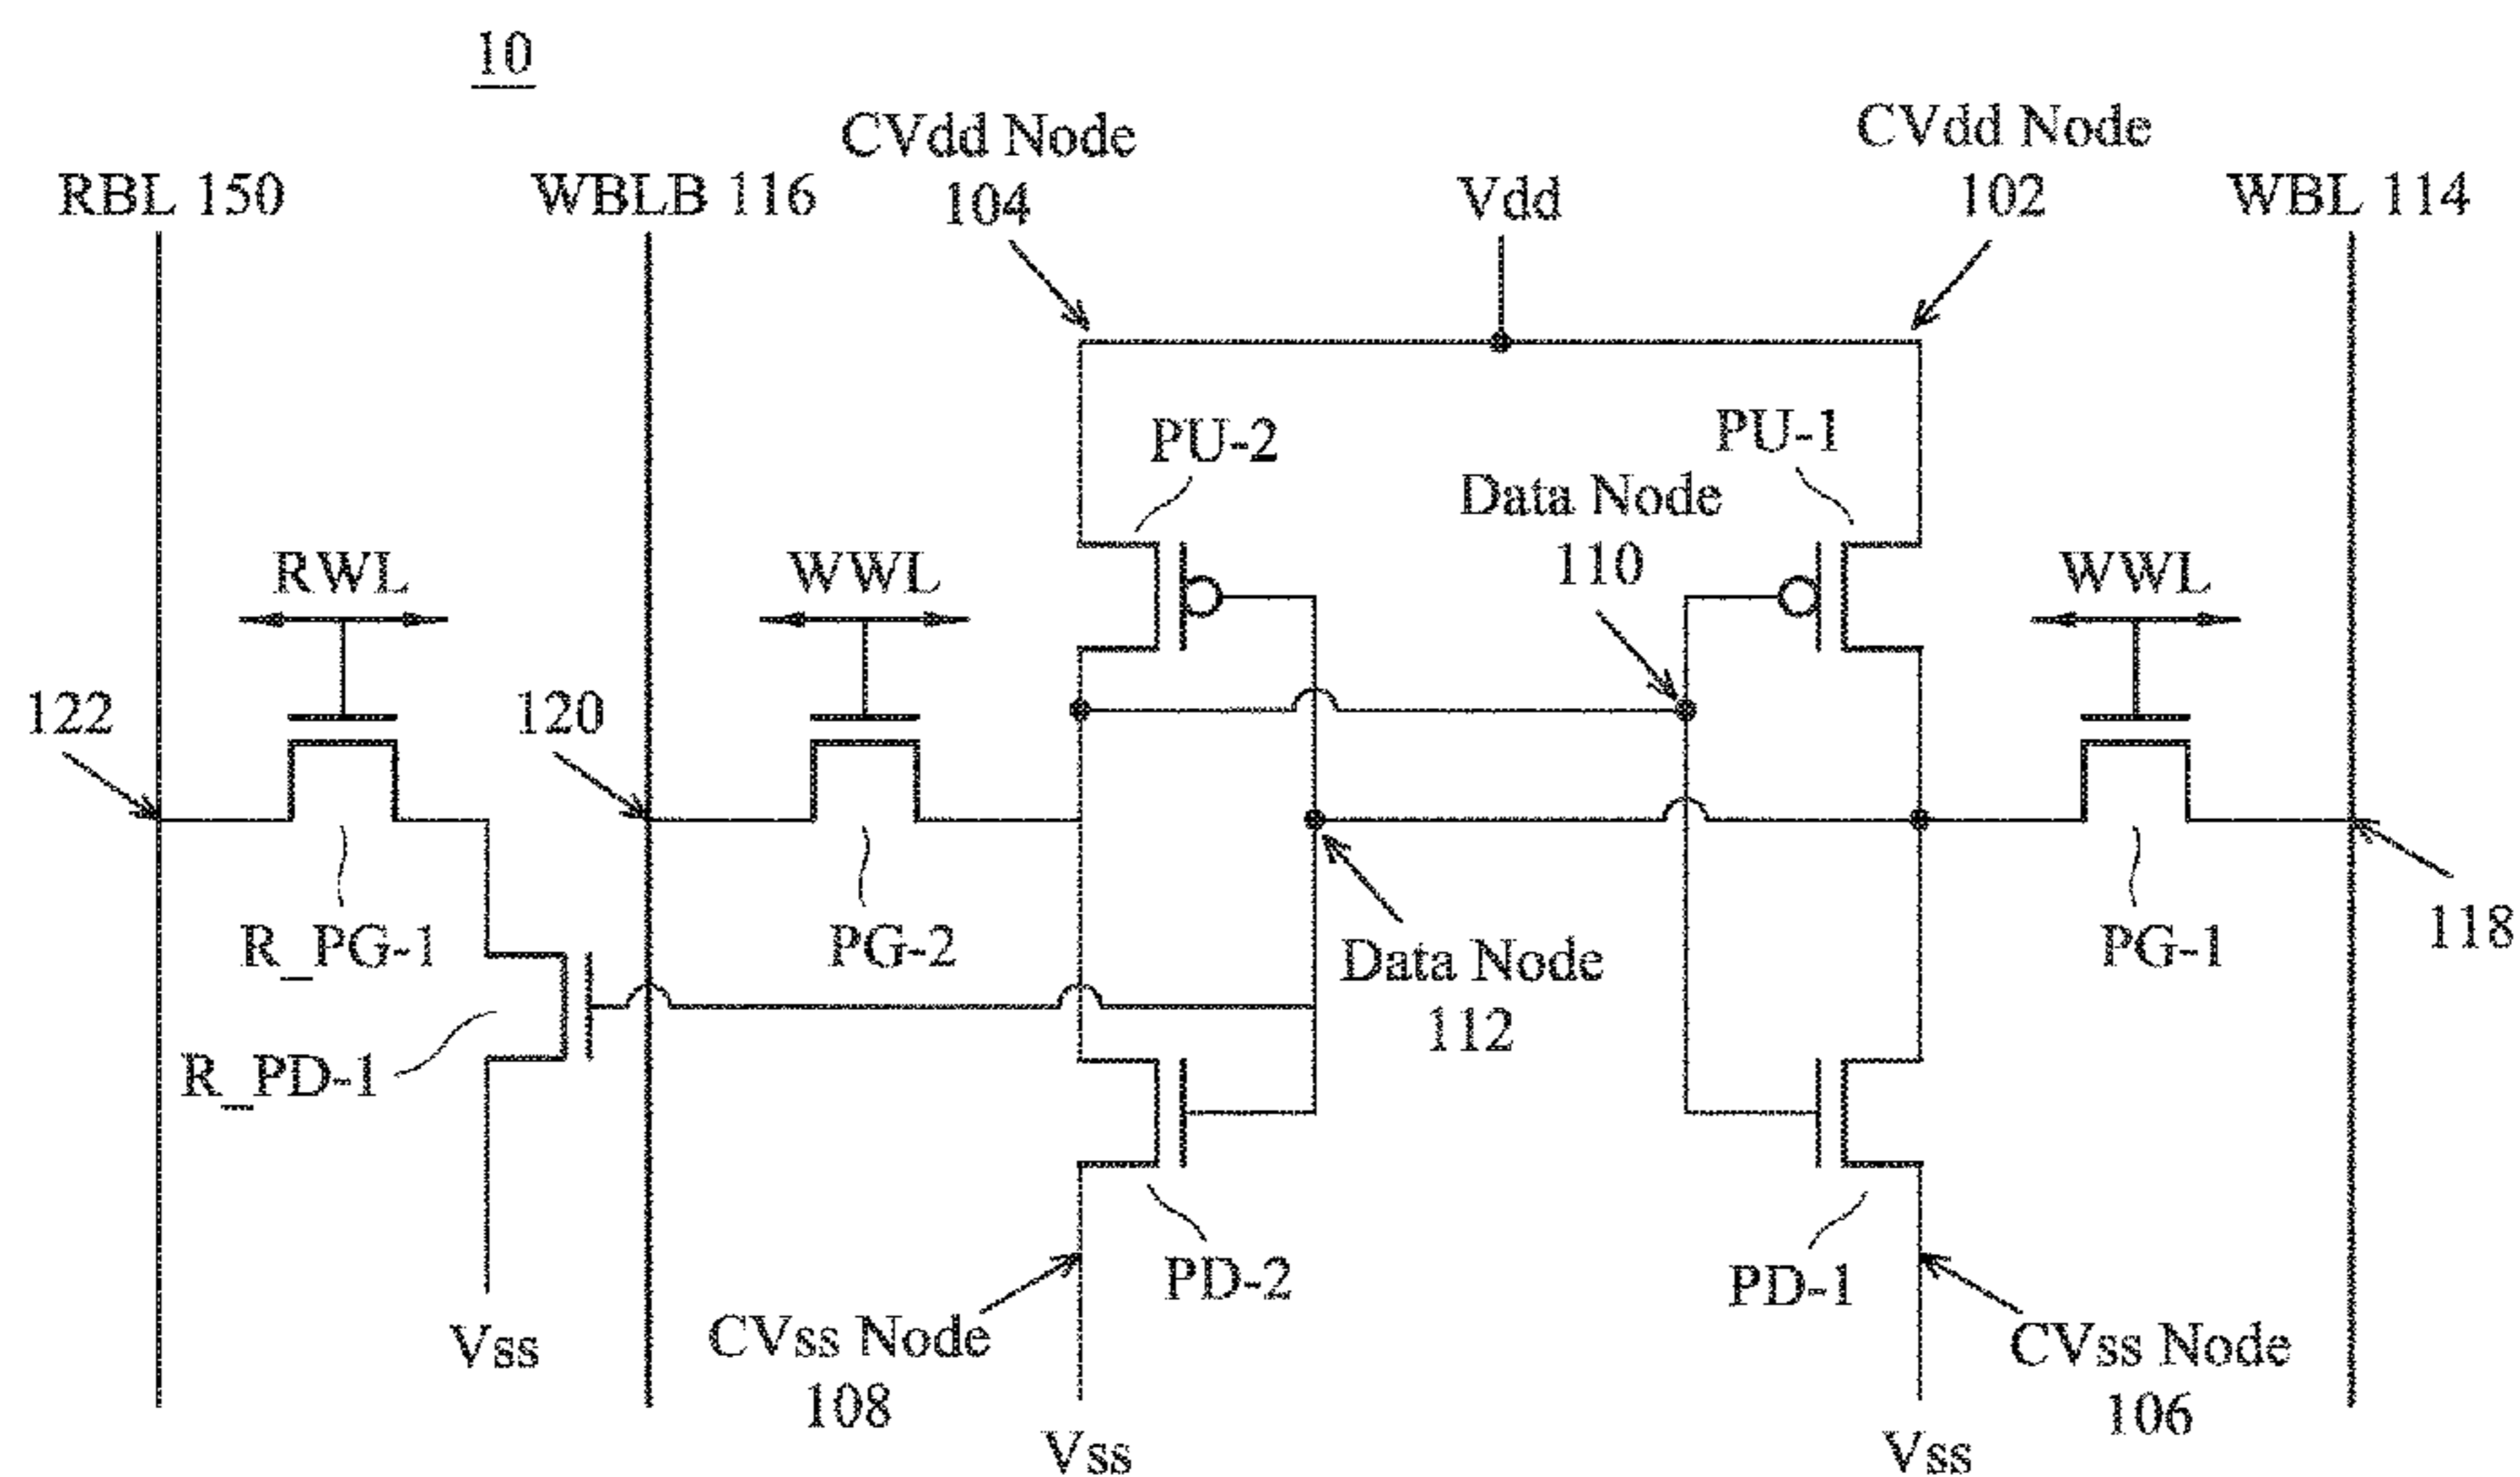 10
CVdd Node
104
CVdd Node
102
RBL 150
WBLB 116
Vdd
WBL 114
PU-2
PU-1
Data Node
110
RWL
WWL
WWL
122
120
R_PG-1
PG-2
Data Node
112
PG-1
118
R_PD-1
PD-2
PD-1
Vss
CVss Node
108
CVss Node
106
Vss
Vss